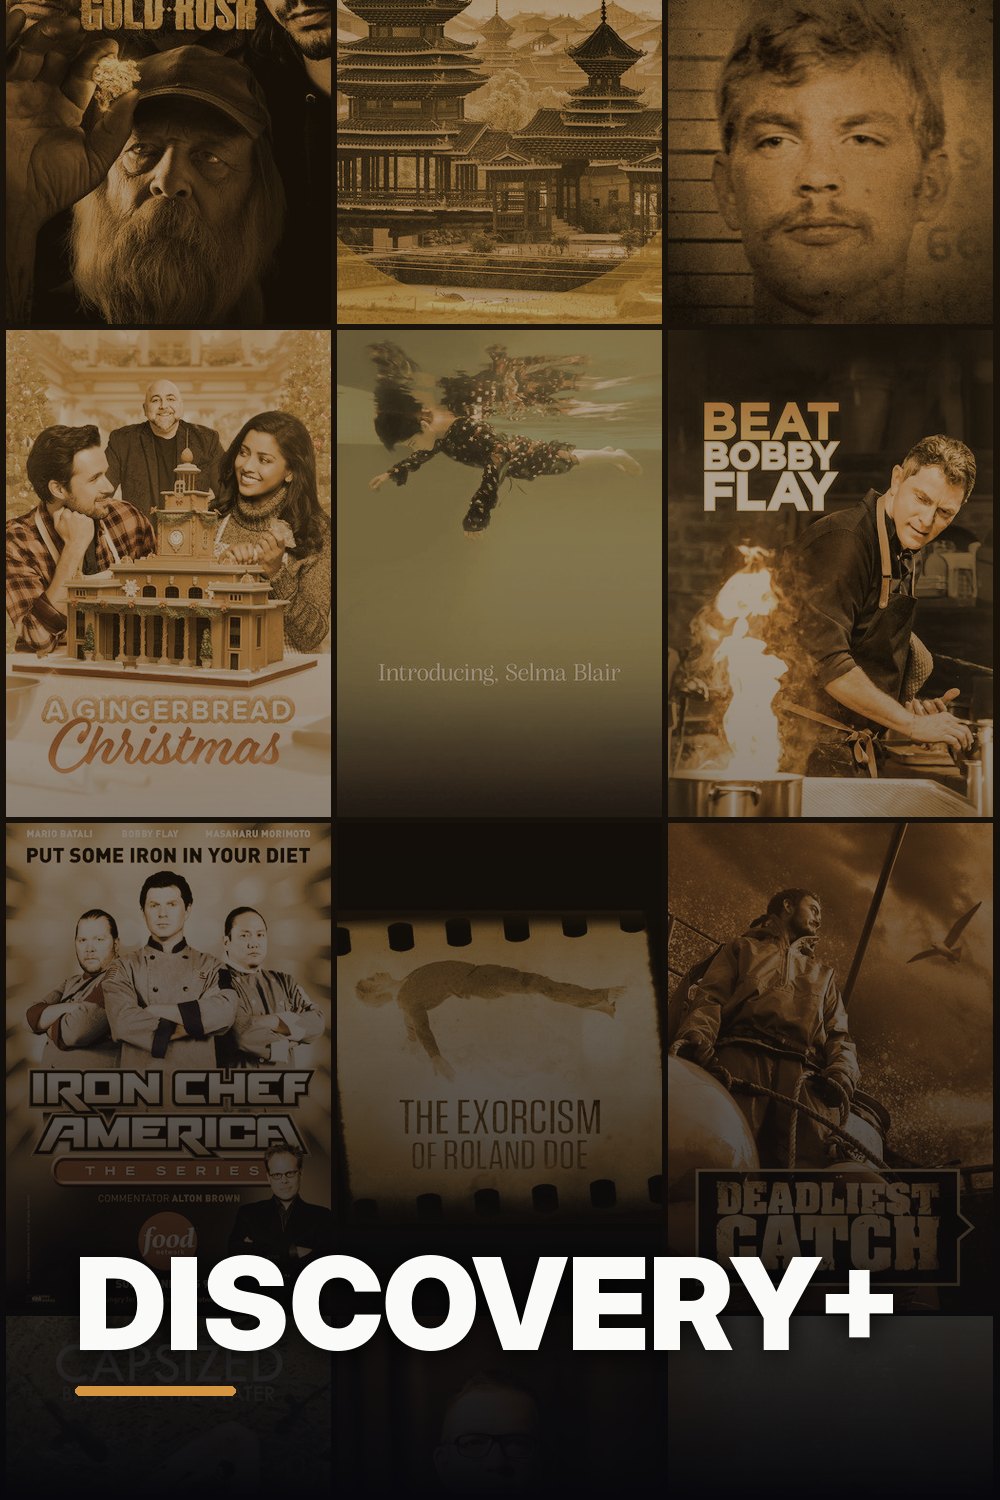 GOLD RUSH
A GINGERBREAD
Christmas
Introducing, Selma Blair
BEAT
BOBBY
FLAY
MARIO BATALI BOBBY FLAY MASAHARU MORIMOTO
PUT SOME IRON IN YOUR DIET
IRON CHEF
AMERICA
THE SERIES
COMMENTATOR ALTON BROWN
food
network
THE EXORCISM
OF ROLAND DOE
DEADLIEST
CATCH
DISCOVERY+
CAPSIZED